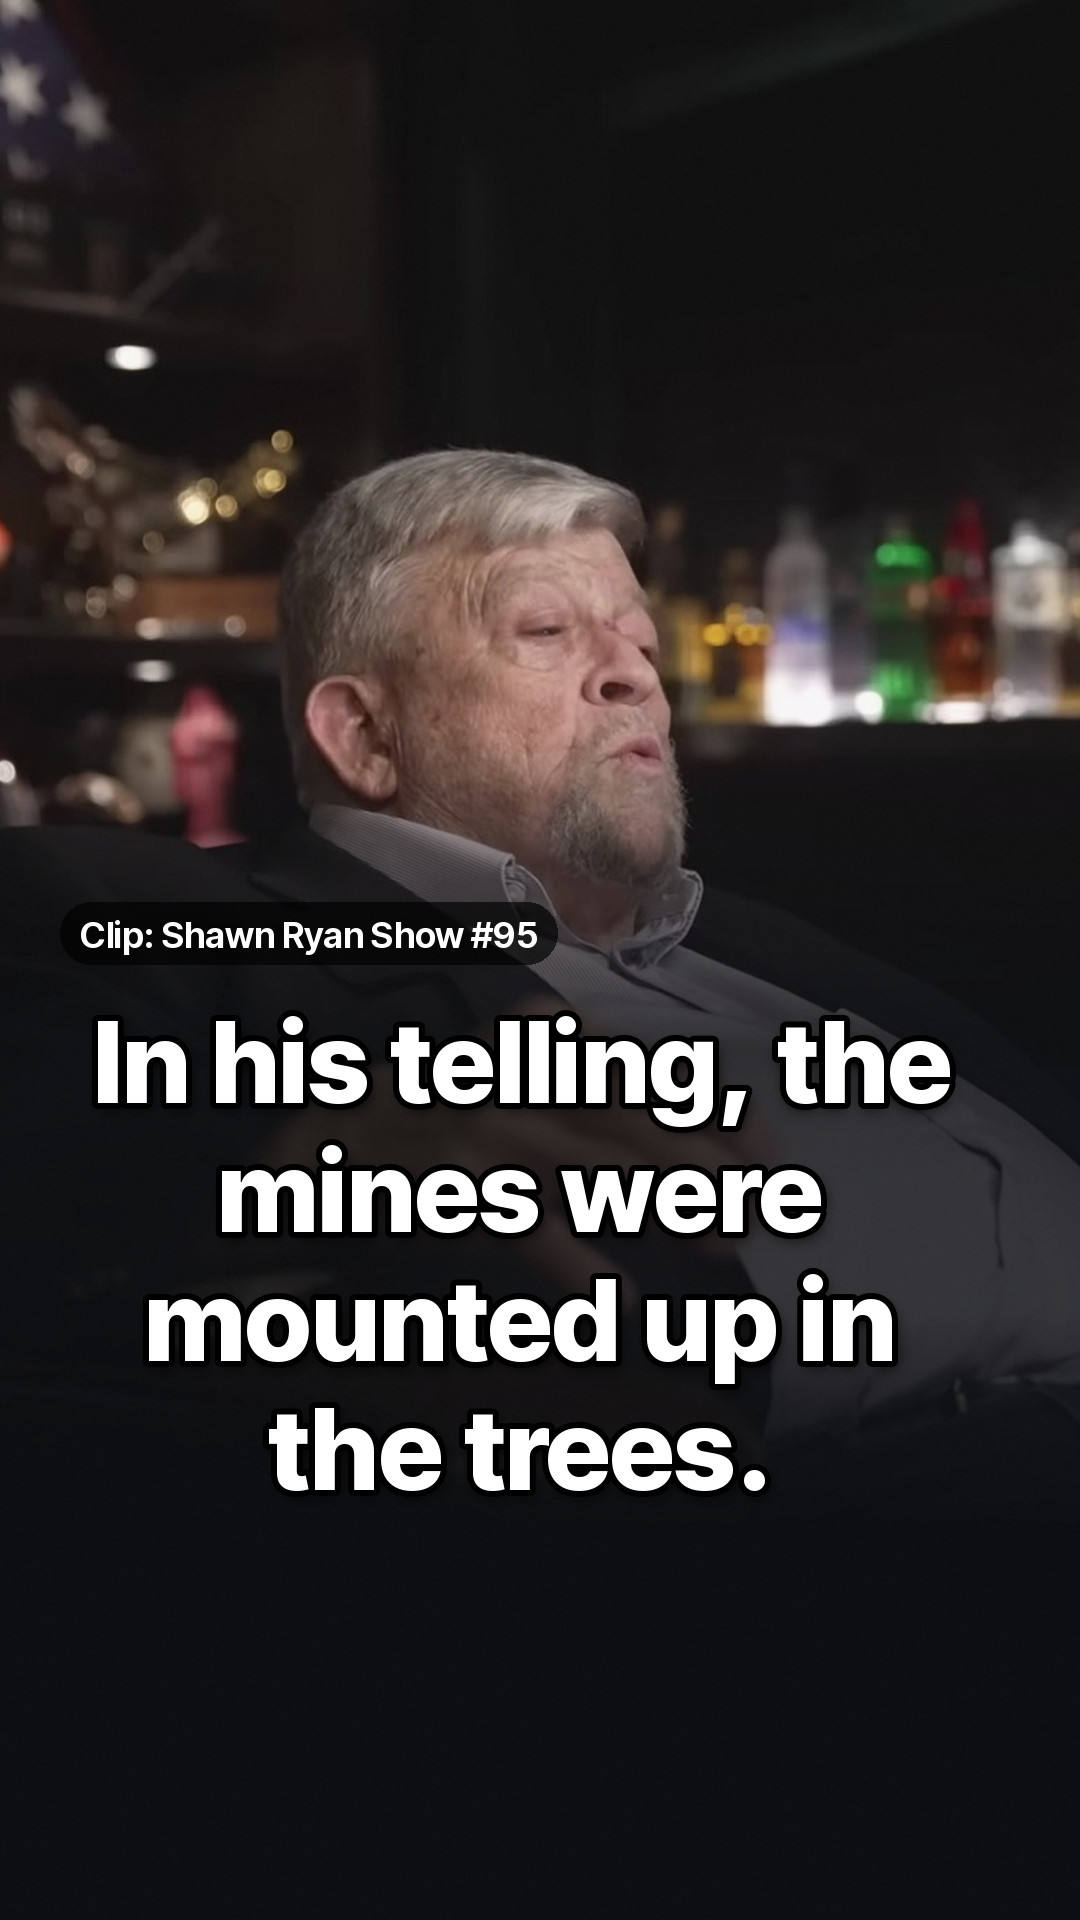 Clip: Shawn Ryan Show #95
In his telling, the
mines were
mounted up in
the trees.